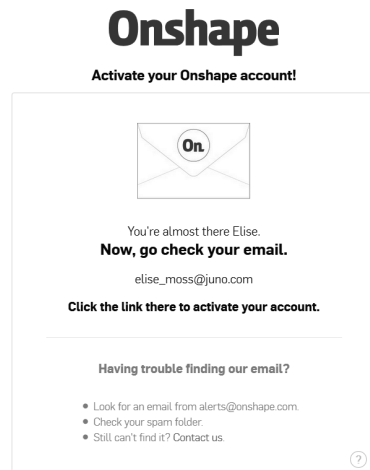 Onshape
Activate your Onshape account!
On.
You're almost there Elise.
Now, go check your email.
elise_moss@juno.com
Click the link there to activate your account.
Having trouble finding our email?
• Look for an email from alerts@onshape.com.
• Check your spam folder.
• Still can't find it? Contact us.
?